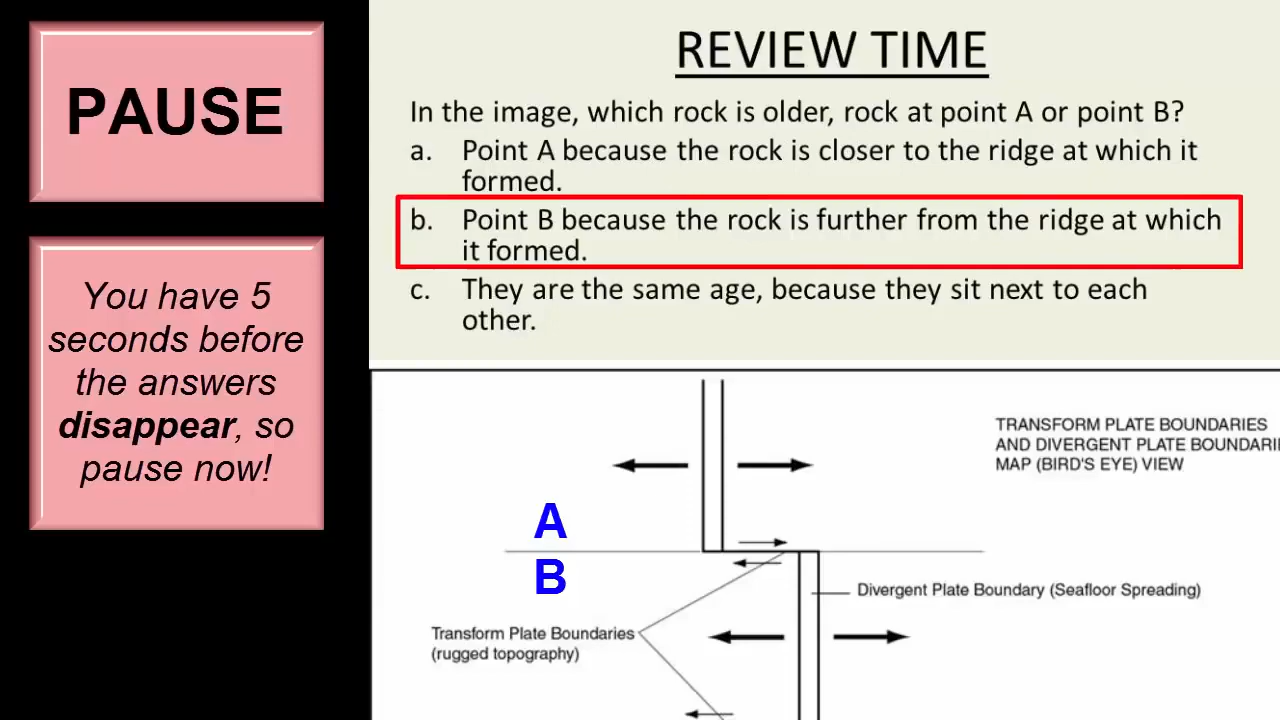 PAUSE
You have 5
seconds before
the answers
disappear, so
pause now!
REVIEW TIME
In the image, which rock is older, rock at point A or point B?
a. Point A because the rock is closer to the ridge at which it
formed.
b. Point B because the rock is further from the ridge at which
it formed.
c. They are the same age, because they sit next to each
other.
TRANSFORM PLATE BOUNDARIES
AND DIVERGENT PLATE BOUNDARI
MAP (BIRD'S EYE) VIEW
A
B
Divergent Plate Boundary (Seafloor Spreading)
Transform Plate Boundaries
(rugged topography)